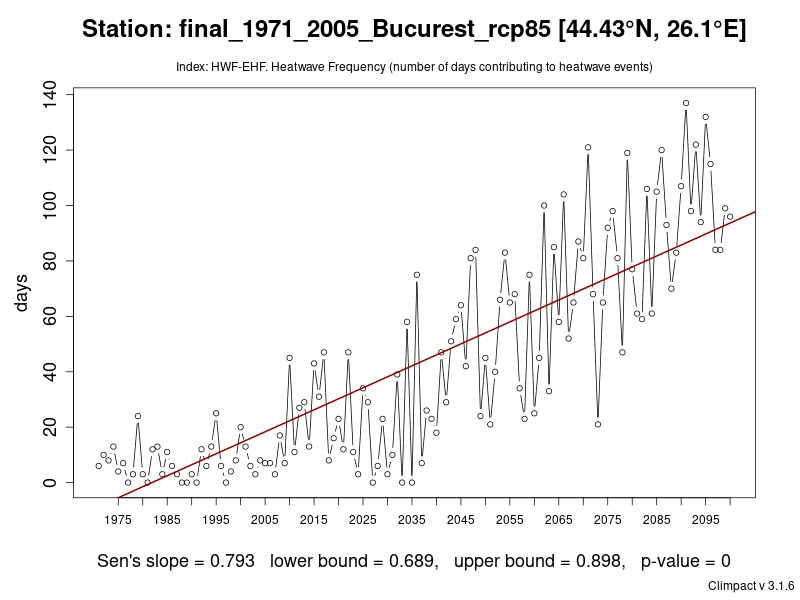 Station: final_1971_2005_Bucurest_rcp85 [44.43°N, 26.1°E]
Index: HWF-EHF. Heatwave Frequency (number of days contributing to heatwave events)
days
140
120
100
80
60
40
20
0
1975 1985 1995 2005 2015 2025 2035 2045 2055 2065 2075 2085 2095
Sen's slope = 0.793 lower bound = 0.689, upper bound = 0.898, p-value = 0
Climpact v 3.1.6